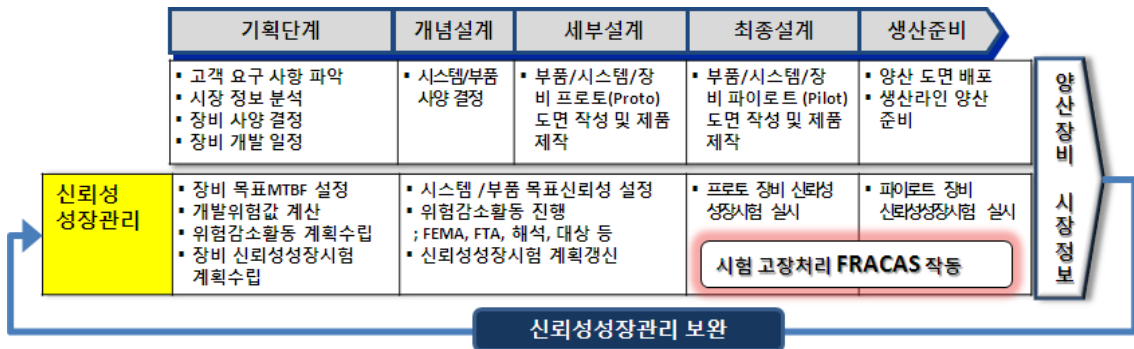 기획단계
개념설계
세부설계
최종설계
생산준비
▪ 고객 요구 사항 파악
▪ 시장 정보 분석
▪ 장비 사양 결정
▪ 장비 개발 일정
▪ 시스템/부품
사양 결정
▪ 부품/시스템/장
비 프로토(Proto)
도면 작성 및 제품
제작
▪ 부품/시스템/장
비 파이로트(Pilot)
도면 작성 및 제품
제작
▪ 양산 도면 배포
▪ 생산라인 양산
준비
양산장비 시장정보
신뢰성
성장관리
▪ 장비 목표MTBF 설정
▪ 개발위험값 계산
▪ 위험감소활동 계획수립
▪ 장비 신뢰성성장시험
계획수립
▪ 시스템 /부품 목표신뢰성 설정
▪ 위험감소활동 진행
; FEMA, FTA, 해석, 대상 등
▪ 신뢰성성장시험 계획갱신
▪ 프로토 장비 신뢰성
성장시험 실시
▪ 파이로트 장비
신뢰성성장시험 실시
시험 고장처리 FRACAS 작동
신뢰성성장관리 보완